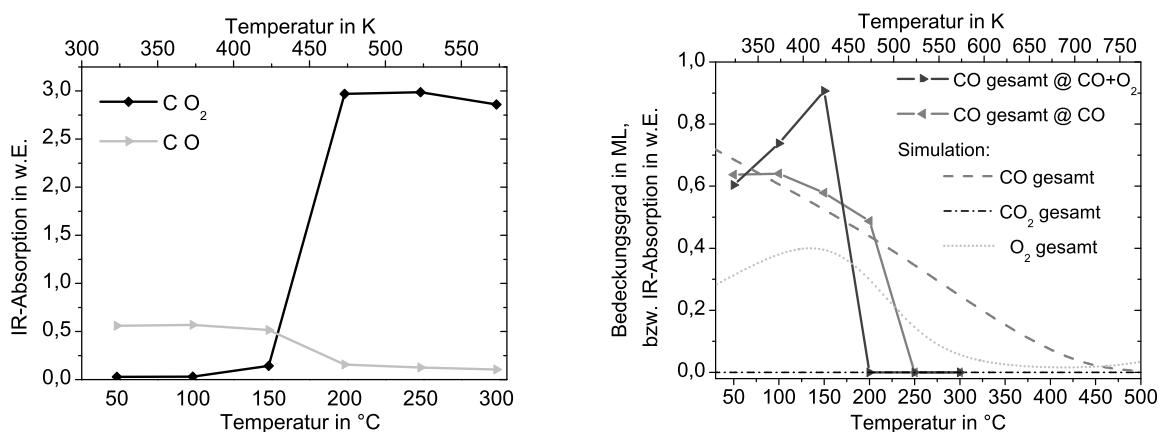 Temperatur in K
300 350 400 450 500 550
3,0
2,5
2,0
1,5
1,0
0,5
0,0
IR-Absorption in w.E.
C O₂
C O
50 100 150 200 250 300
Temperatur in °C
Temperatur in K
350 400 450 500 550 600 650 700 750
1,0
0,8
0,6
0,4
0,2
0,0
Bedeckungsgrad in ML,
bzw. IR-Absorption in w.E.
CO gesamt @ CO+O₂
CO gesamt @ CO
Simulation:
CO gesamt
CO₂ gesamt
O₂ gesamt
50 100 150 200 250 300 350 400 450 500
Temperatur in °C